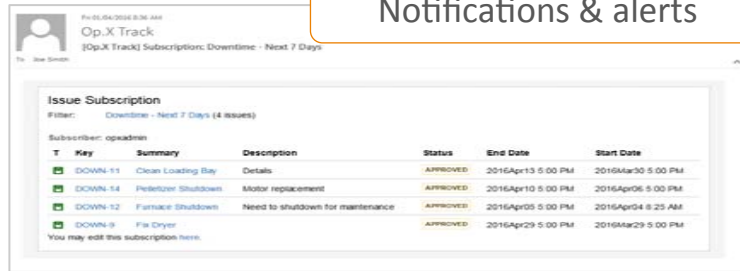 Notifications & alerts
Fri 01/04/2016 8:36 AM
Op.X Track
[Op.X Track] Subscription: Downtime - Next 7 Days
To Joe Smith
Issue Subscription
Filter: Downtime - Next 7 Days (4 issues)
Subscriber: opxadmin
T Key Summary Description Status End Date Start Date
DOWN-11 Clean Loading Bay Details APPROVED 2016Apr13 5:00 PM 2016Mar30 5:00 PM
DOWN-14 Pelletizer Shutdown Motor replacement APPROVED 2016Apr10 5:00 PM 2016Apr06 5:00 PM
DOWN-12 Furnace Shutdown Need to shutdown for maintenance APPROVED 2016Apr05 5:00 PM 2016Apr04 8:25 AM
DOWN-9 Fix Dryer APPROVED 2016Apr29 5:00 PM 2016Mar29 5:00 PM
You may edit this subscription here.